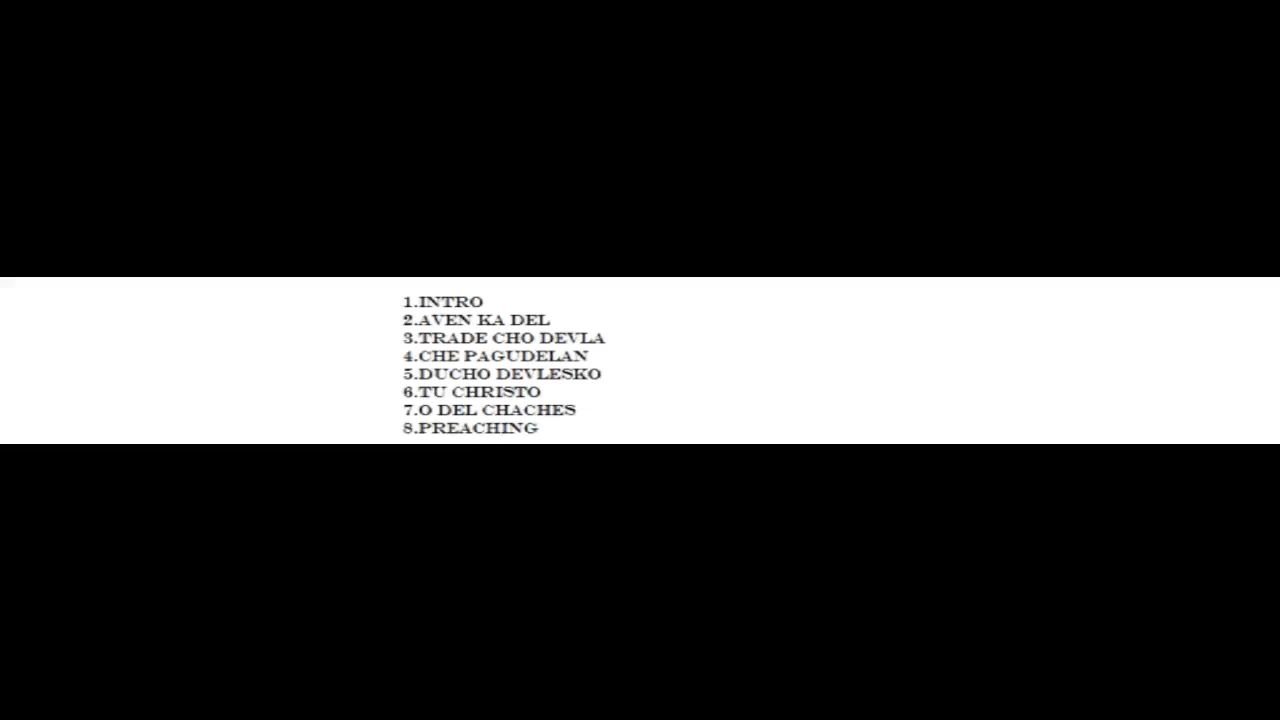 1.INTRO
2.AVEN KA DEL
3.TRADE CHO DEVLA
4.CHE PAGUDELAN
5.DUCHO DEVLESKO
6.TU CHRISTO
7.O DEL CHACHES
8.PREACHING